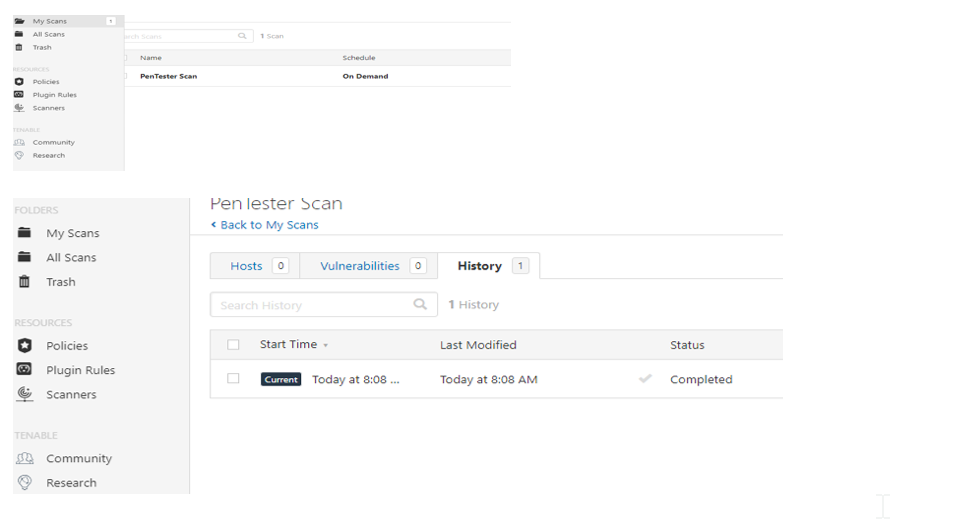 My Scans 1
All Scans
Trash
RESOURCES
Policies
Plugin Rules
Scanners
TENABLE
Community
Research
Search Scans
1 Scan
Name Schedule
PenTester Scan On Demand
FOLDERS
My Scans
All Scans
Trash
RESOURCES
Policies
Plugin Rules
Scanners
TENABLE
Community
Research
PenTester Scan
Back to My Scans
Hosts 0 Vulnerabilities 0 History 1
Search History 1 History
Start Time Last Modified Status
Current Today at 8:08 ... Today at 8:08 AM Completed